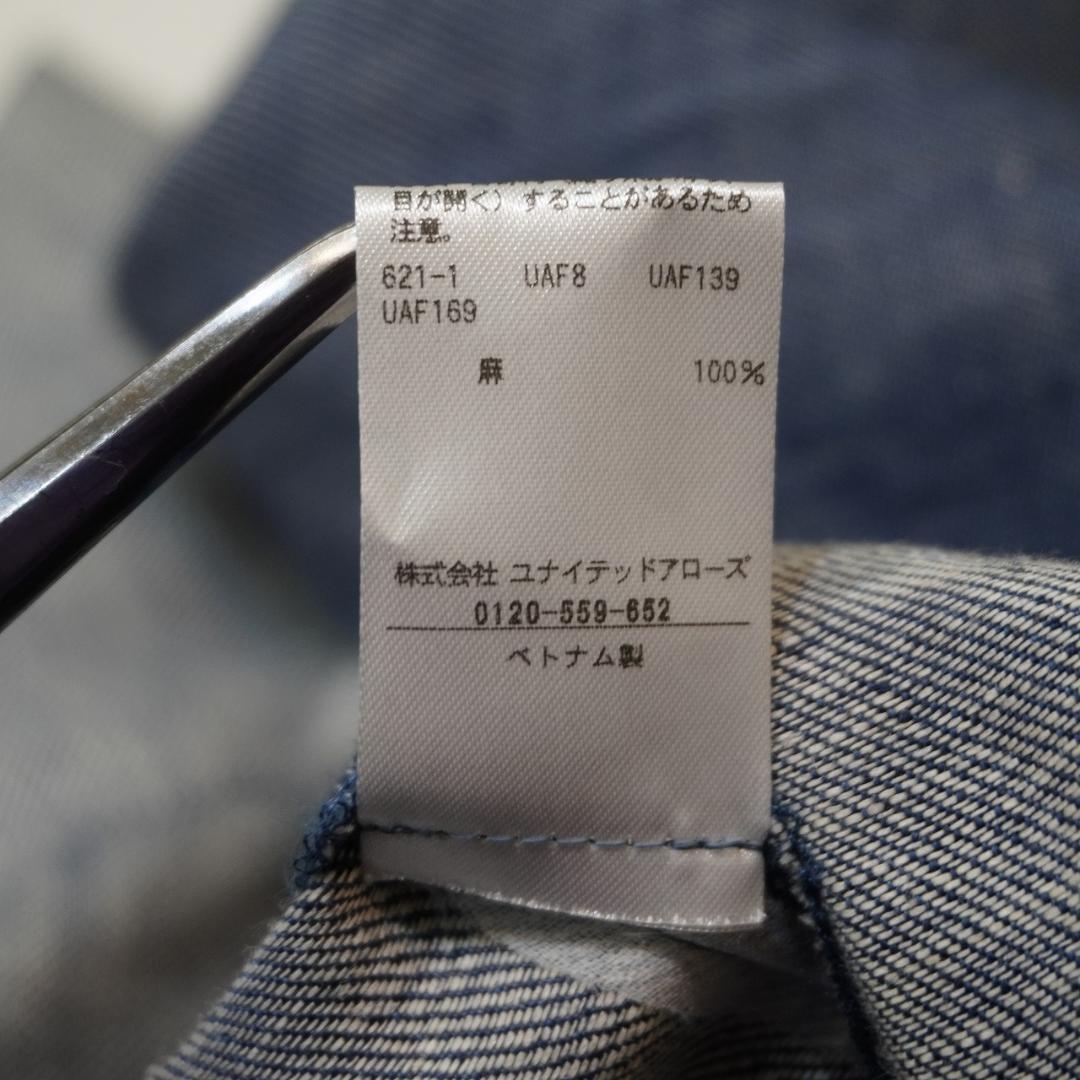 目が開く) することがあるため
注意。
621-1 UAF8 UAF139
UAF169
麻 100%
株式会社 ユナイテッドアローズ
0120-559-652
ベトナム製